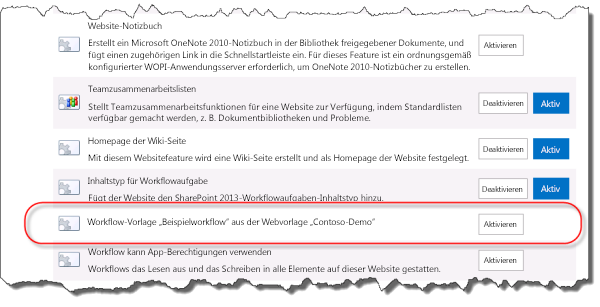 Website-Notizbuch
Erstellt ein Microsoft OneNote 2010-Notizbuch in der Bibliothek freigegebener Dokumente, und
fügt einen zugehörigen Link in die Schnellstartleiste ein. Für dieses Feature ist ein ordnungsgemäß
konfigurierter WOPI-Anwendungsserver erforderlich, um OneNote 2010-Notizbücher zu erstellen.
Aktivieren
Teamzusammenarbeitslisten
Stellt Teamzusammenarbeitsfunktionen für eine Website zur Verfügung, indem Standardlisten
verfügbar gemacht werden, z. B. Dokumentbibliotheken und Probleme.
Deaktivieren Aktiv
Homepage der Wiki-Seite
Mit diesem Websitefeature wird eine Wiki-Seite erstellt und als Homepage der Website festgelegt.
Deaktivieren Aktiv
Inhaltstyp für Workflowaufgabe
Fügt der Website den SharePoint 2013-Workflowaufgaben-Inhaltstyp hinzu.
Deaktivieren Aktiv
Workflow-Vorlage „Beispielworkflow“ aus der Webvorlage „Contoso-Demo“
Aktivieren
Workflow kann App-Berechtigungen verwenden
Workflows das Lesen aus und das Schreiben in alle Elemente auf dieser Website gestatten.
Aktivieren